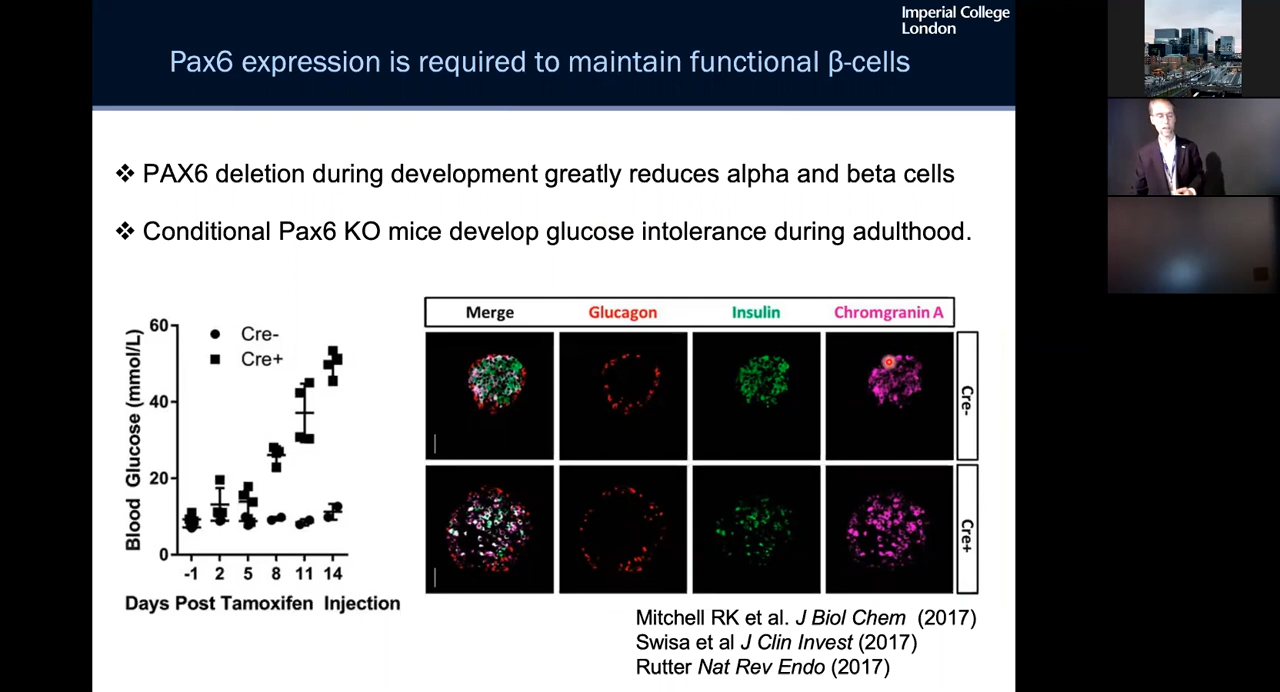 Imperial College
London
Pax6 expression is required to maintain functional β-cells
❖ PAX6 deletion during development greatly reduces alpha and beta cells
❖ Conditional Pax6 KO mice develop glucose intolerance during adulthood.
Blood Glucose (mmol/L)
60
40
20
0
Cre-
Cre+
-1 2 5 8 11 14
Days Post Tamoxifen Injection
Merge Glucagon Insulin Chromgranin A
Cre-
Cre+
Mitchell RK et al. J Biol Chem (2017)
Swisa et al J Clin Invest (2017)
Rutter Nat Rev Endo (2017)